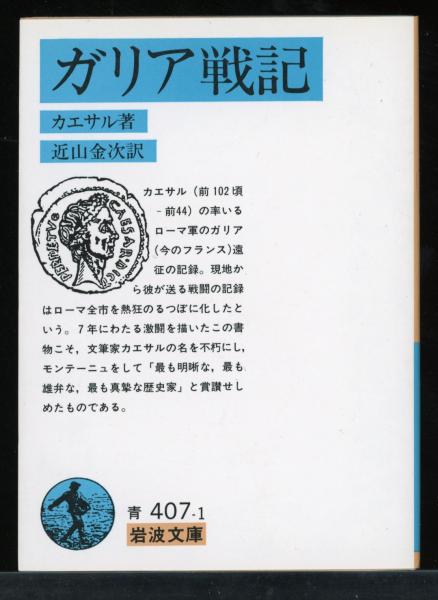 ガリア戦記
カエサル著
近山金次訳
カエサル(前102頃
-前44)の率いる
ローマ軍のガリア
(今のフランス)遠
征の記録。現地か
ら彼が送る戦闘の記録
はローマ全市を熱狂のるつぼに化したと
いう。7年にわたる激闘を描いたこの書
物こそ,文筆家カエサルの名を不朽にし,
モンテーニュをして「最も明晰な,最も
雄弁な,最も真摯な歴史家」と賞讃せし
めたものである。
CAESAR DICT
PERPETVO
青 407-1
岩波文庫